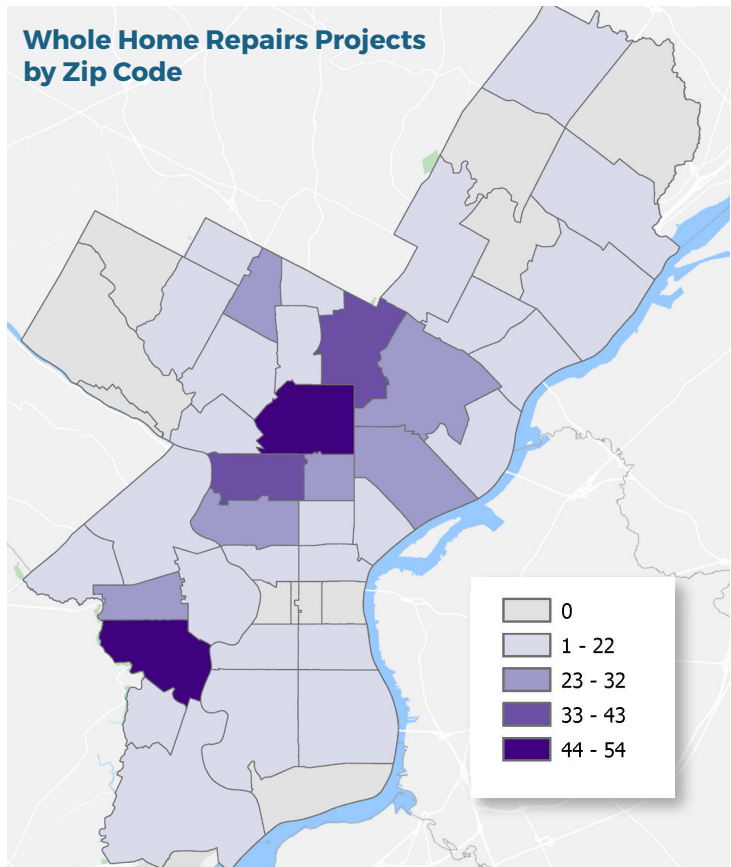 Whole Home Repairs Projects
by Zip Code
0
1 - 22
23 - 32
33 - 43
44 - 54